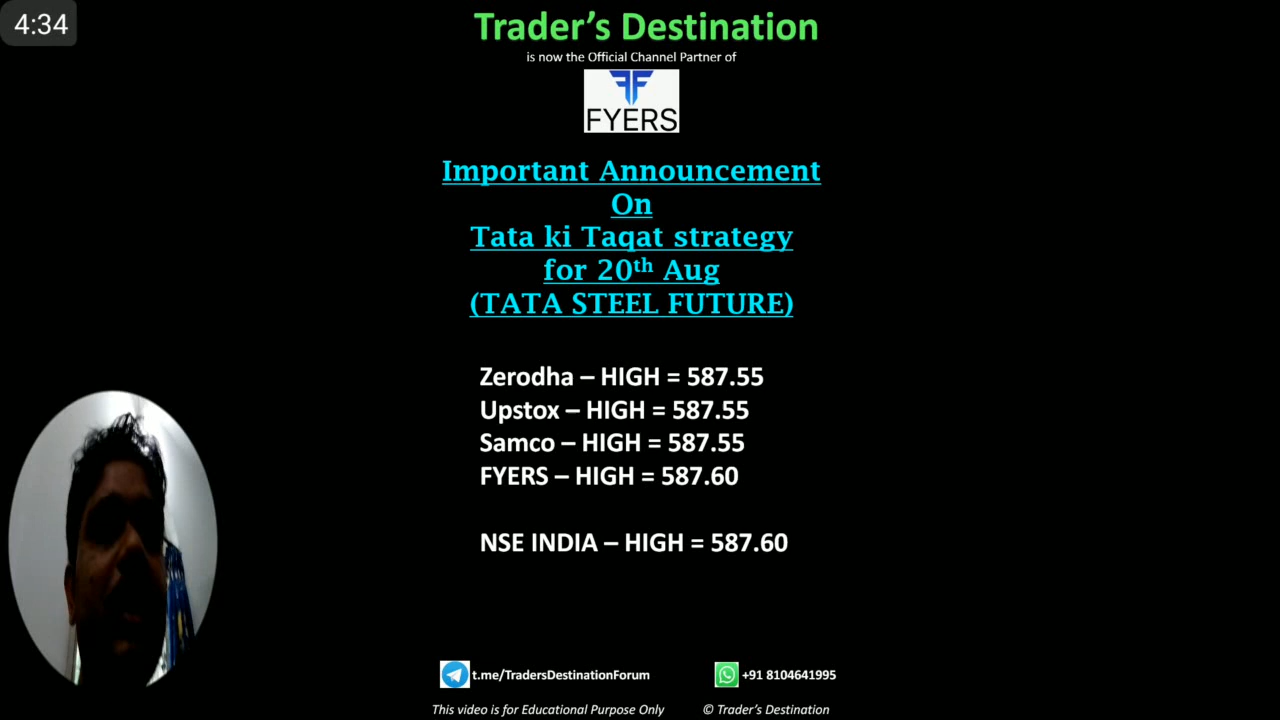 4:34
Trader's Destination
is now the Official Channel Partner of
FYERS
Important Announcement
On
Tata ki Taqat strategy
for 20th Aug
(TATA STEEL FUTURE)
Zerodha – HIGH = 587.55
Upstox – HIGH = 587.55
Samco – HIGH = 587.55
FYERS – HIGH = 587.60
NSE INDIA – HIGH = 587.60
t.me/TradersDestinationForum
+91 8104641995
This video is for Educational Purpose Only
© Trader's Destination